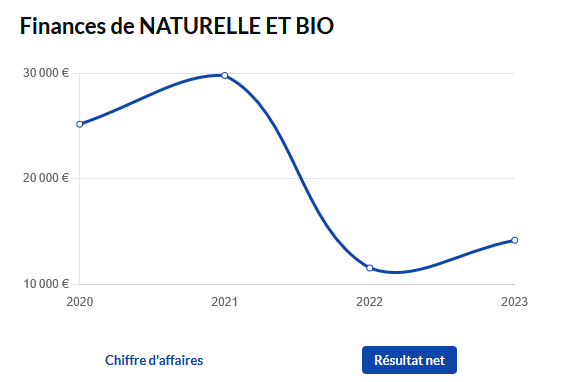 Finances de NATURELLE ET BIO
30 000 €
20 000 €
10 000 €
2020 2021 2022 2023
Chiffre d'affaires Résultat net